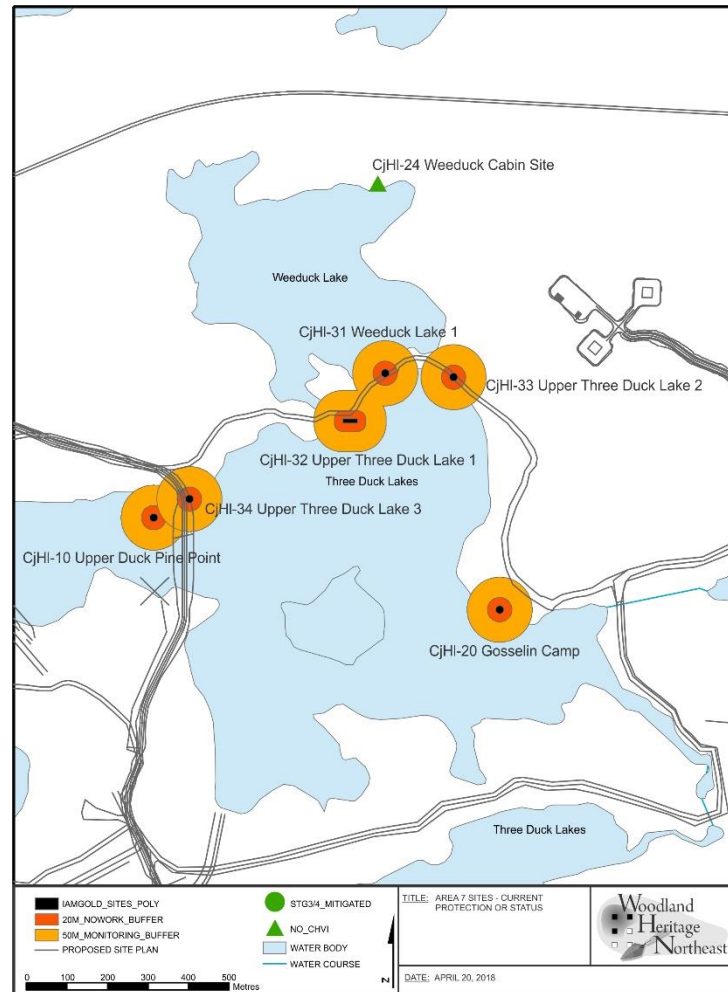 CjHl-24 Weeduck Cabin Site
Weeduck Lake
CjHl-31 Weeduck Lake 1
CjHl-33 Upper Three Duck Lake 2
CjHl-32 Upper Three Duck Lake 1
Three Duck Lakes
CjHl-34 Upper Three Duck Lake 3
CjHl-10 Upper Duck Pine Point
CjHl-20 Gosselin Camp
Three Duck Lakes
IAMGOLD_SITES_POLY
20M_NOWORK_BUFFER
50M_MONITORING_BUFFER
PROPOSED SITE PLAN
0 100 200 300 400 500
Metres
STG3/4_MITIGATED
NO_CHVI
WATER BODY
WATER COURSE
N
TITLE: AREA 7 SITES - CURRENT
PROTECTION OR STATUS
DATE: APRIL 20, 2018
Woodland
Heritage
Northeast